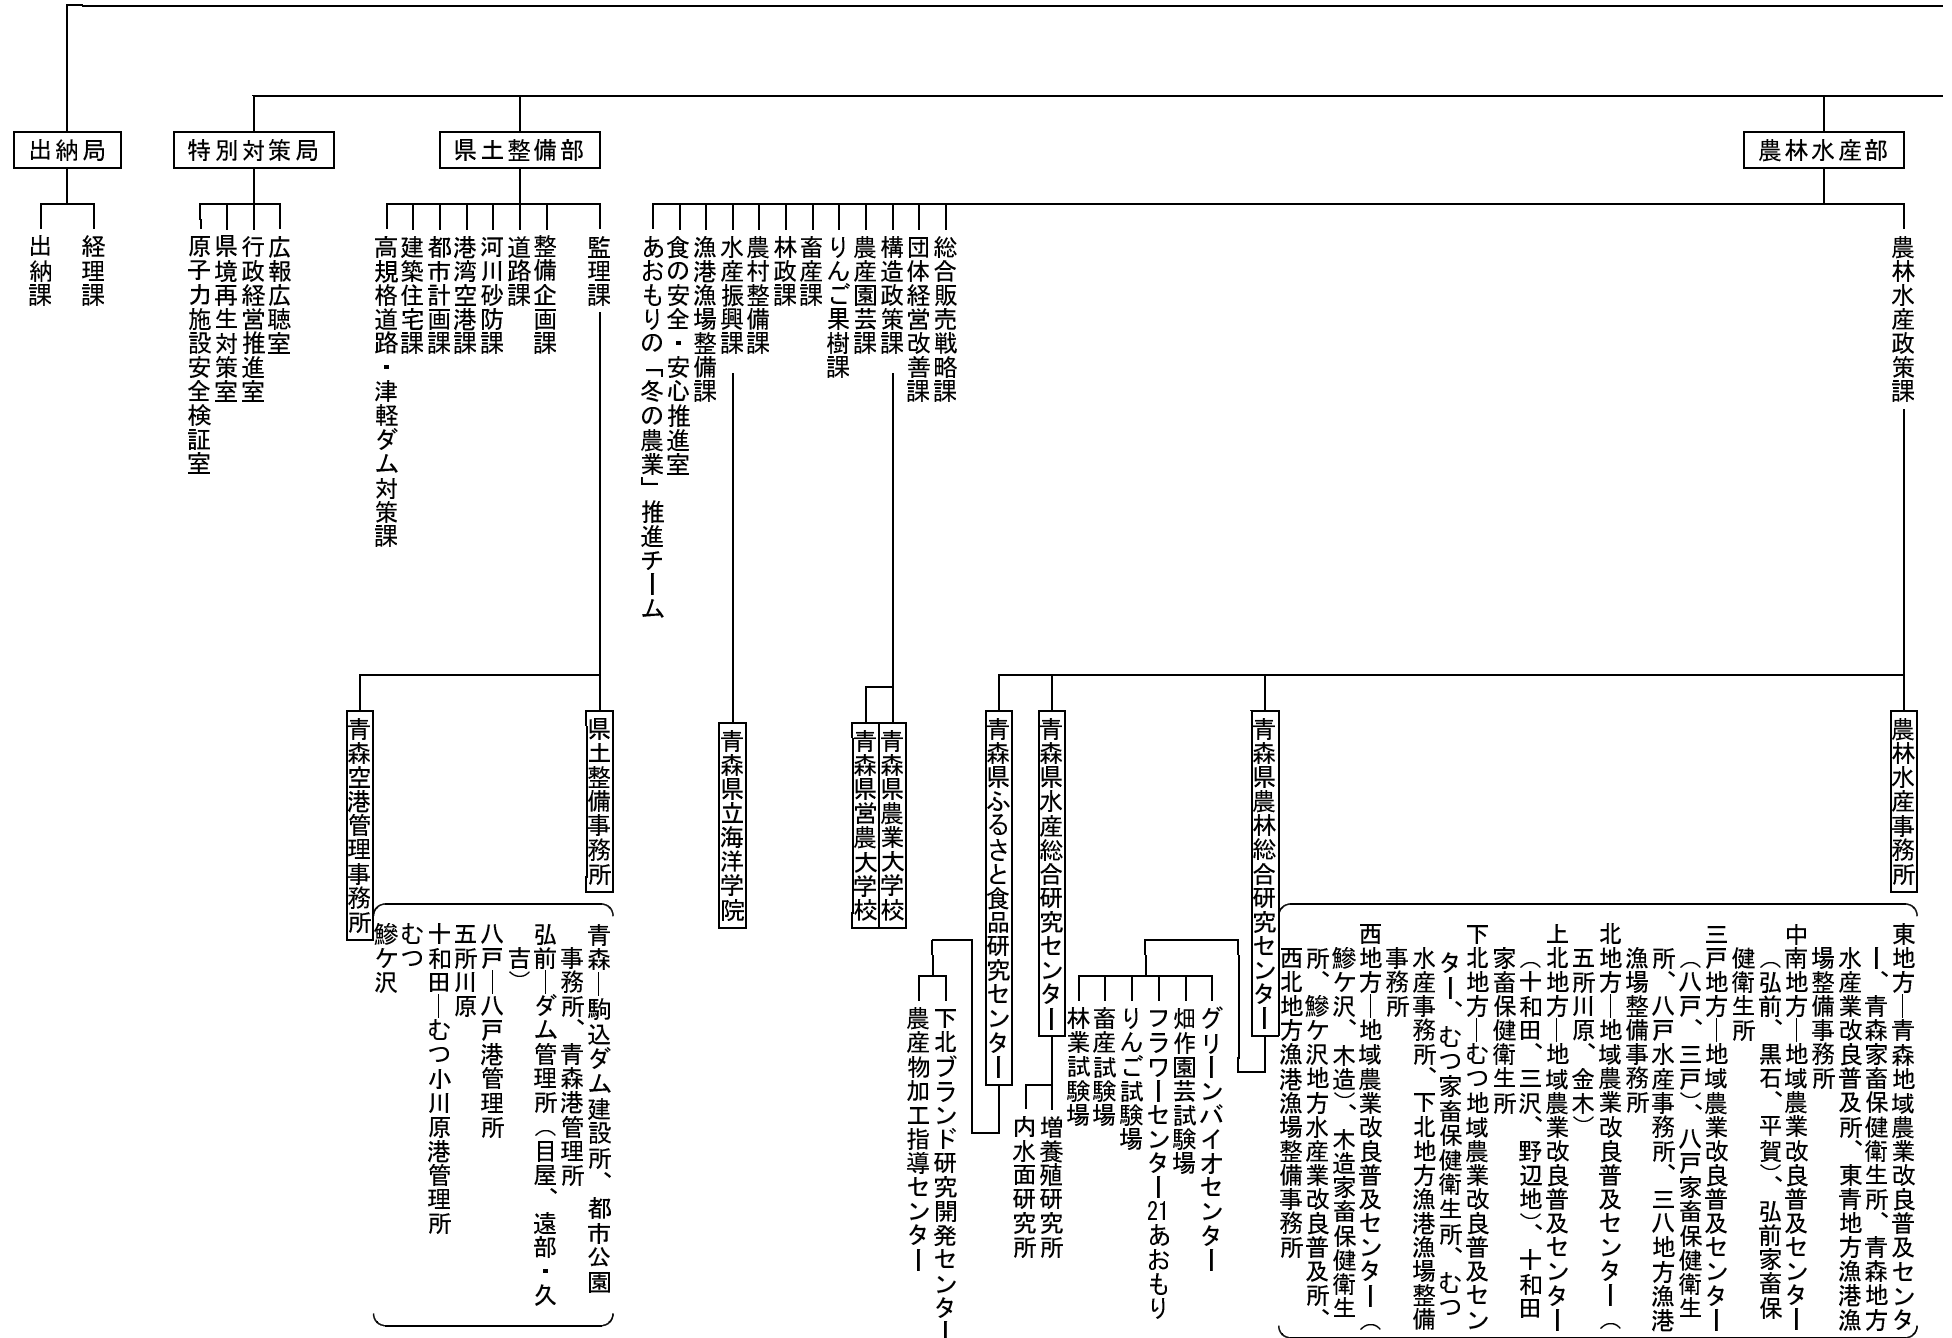 農林水産部
県土整備部
特別対策局
出納局
農林水産政策課
総合販売戦略課
団体経営改善課
構造政策課
農産園芸課
りんご果樹課
畜産課
林政課
農村整備課
水産振興課
漁港漁場整備課
食の安全・安心推進室
あおもりの「冬の農業」推進チーム
監理課
整備企画課
道路課
河川砂防課
港湾空港課
都市計画課
建築住宅課
高規格道路・津軽ダム対策課
広報広聴室
行政経営推進室
県境再生対策室
原子力施設安全検証室
経理課
出納課
農林水産事務所
青森県農林総合研究センター
青森県水産総合研究センター
青森県ふるさと食品研究センター
青森県農業大学校
青森県営農大学校
青森県立海洋学院
県土整備事務所
青森空港管理事務所
東地方―青森地域農業改良普及センタ
ー、青森家畜保健衛生所、青森地方
水産業改良普及所、東青地方漁港漁
場整備事務所
中南地方―地域農業改良普及センター
（弘前、黒石、平賀）、弘前家畜保
健衛生所
三戸地方―地域農業改良普及センター
（八戸、三戸）、八戸家畜保健衛生
所、八戸水産事務所、三八地方漁港
漁場整備事務所
北地方―地域農業改良普及センター（
五所川原、金木）
上北地方―地域農業改良普及センター
（十和田、三沢、野辺地）、十和田
家畜保健衛生所
下北地方―むつ地域農業改良普及セン
ター、むつ家畜保健衛生所、むつ
水産事務所、下北地方漁港漁場整備
事務所
西地方―地域農業改良普及センター（
鰺ケ沢、木造）、木造家畜保健衛生
所、鰺ケ沢地方水産業改良普及所、
西北地方漁港漁場整備事務所
グリーンバイオセンター
畑作園芸試験場
フラワーセンター21あおもり
りんご試験場
畜産試験場
林業試験場
増養殖研究所
内水面研究所
下北ブランド研究開発センター
農産物加工指導センター
青森―駒込ダム建設所、都市公園
事務所、青森港管理所
弘前―ダム管理所（目屋、遠部・久
吉）
八戸―八戸港管理所
五所川原
十和田―むつ小川原港管理所
むつ
鰺ケ沢